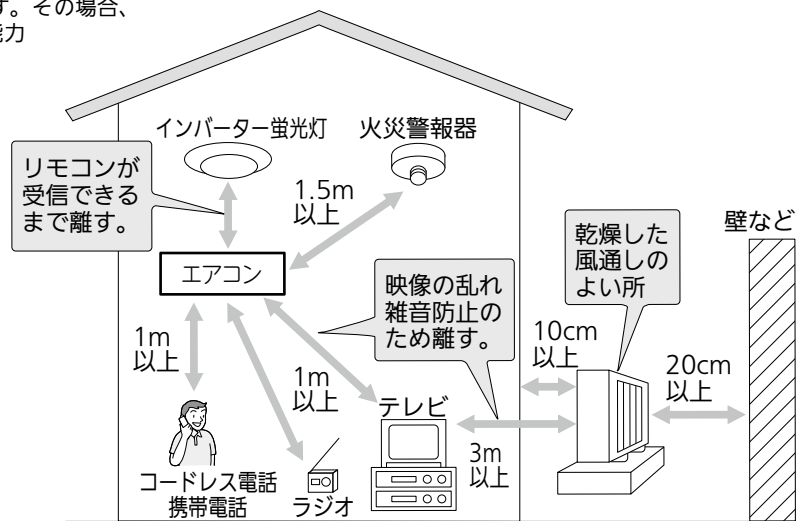 す。その場合、
能力
インバーター蛍光灯
火災警報器
リモコンが
受信できる
まで離す。
1.5m
以上
壁など
乾燥した
風通しの
よい所
エアコン
映像の乱れ
雑音防止の
ため離す。
10cm
以上
1m
以上
20cm
以上
1m
以上
テレビ
3m
以上
コードレス電話
携帯電話
ラジオ